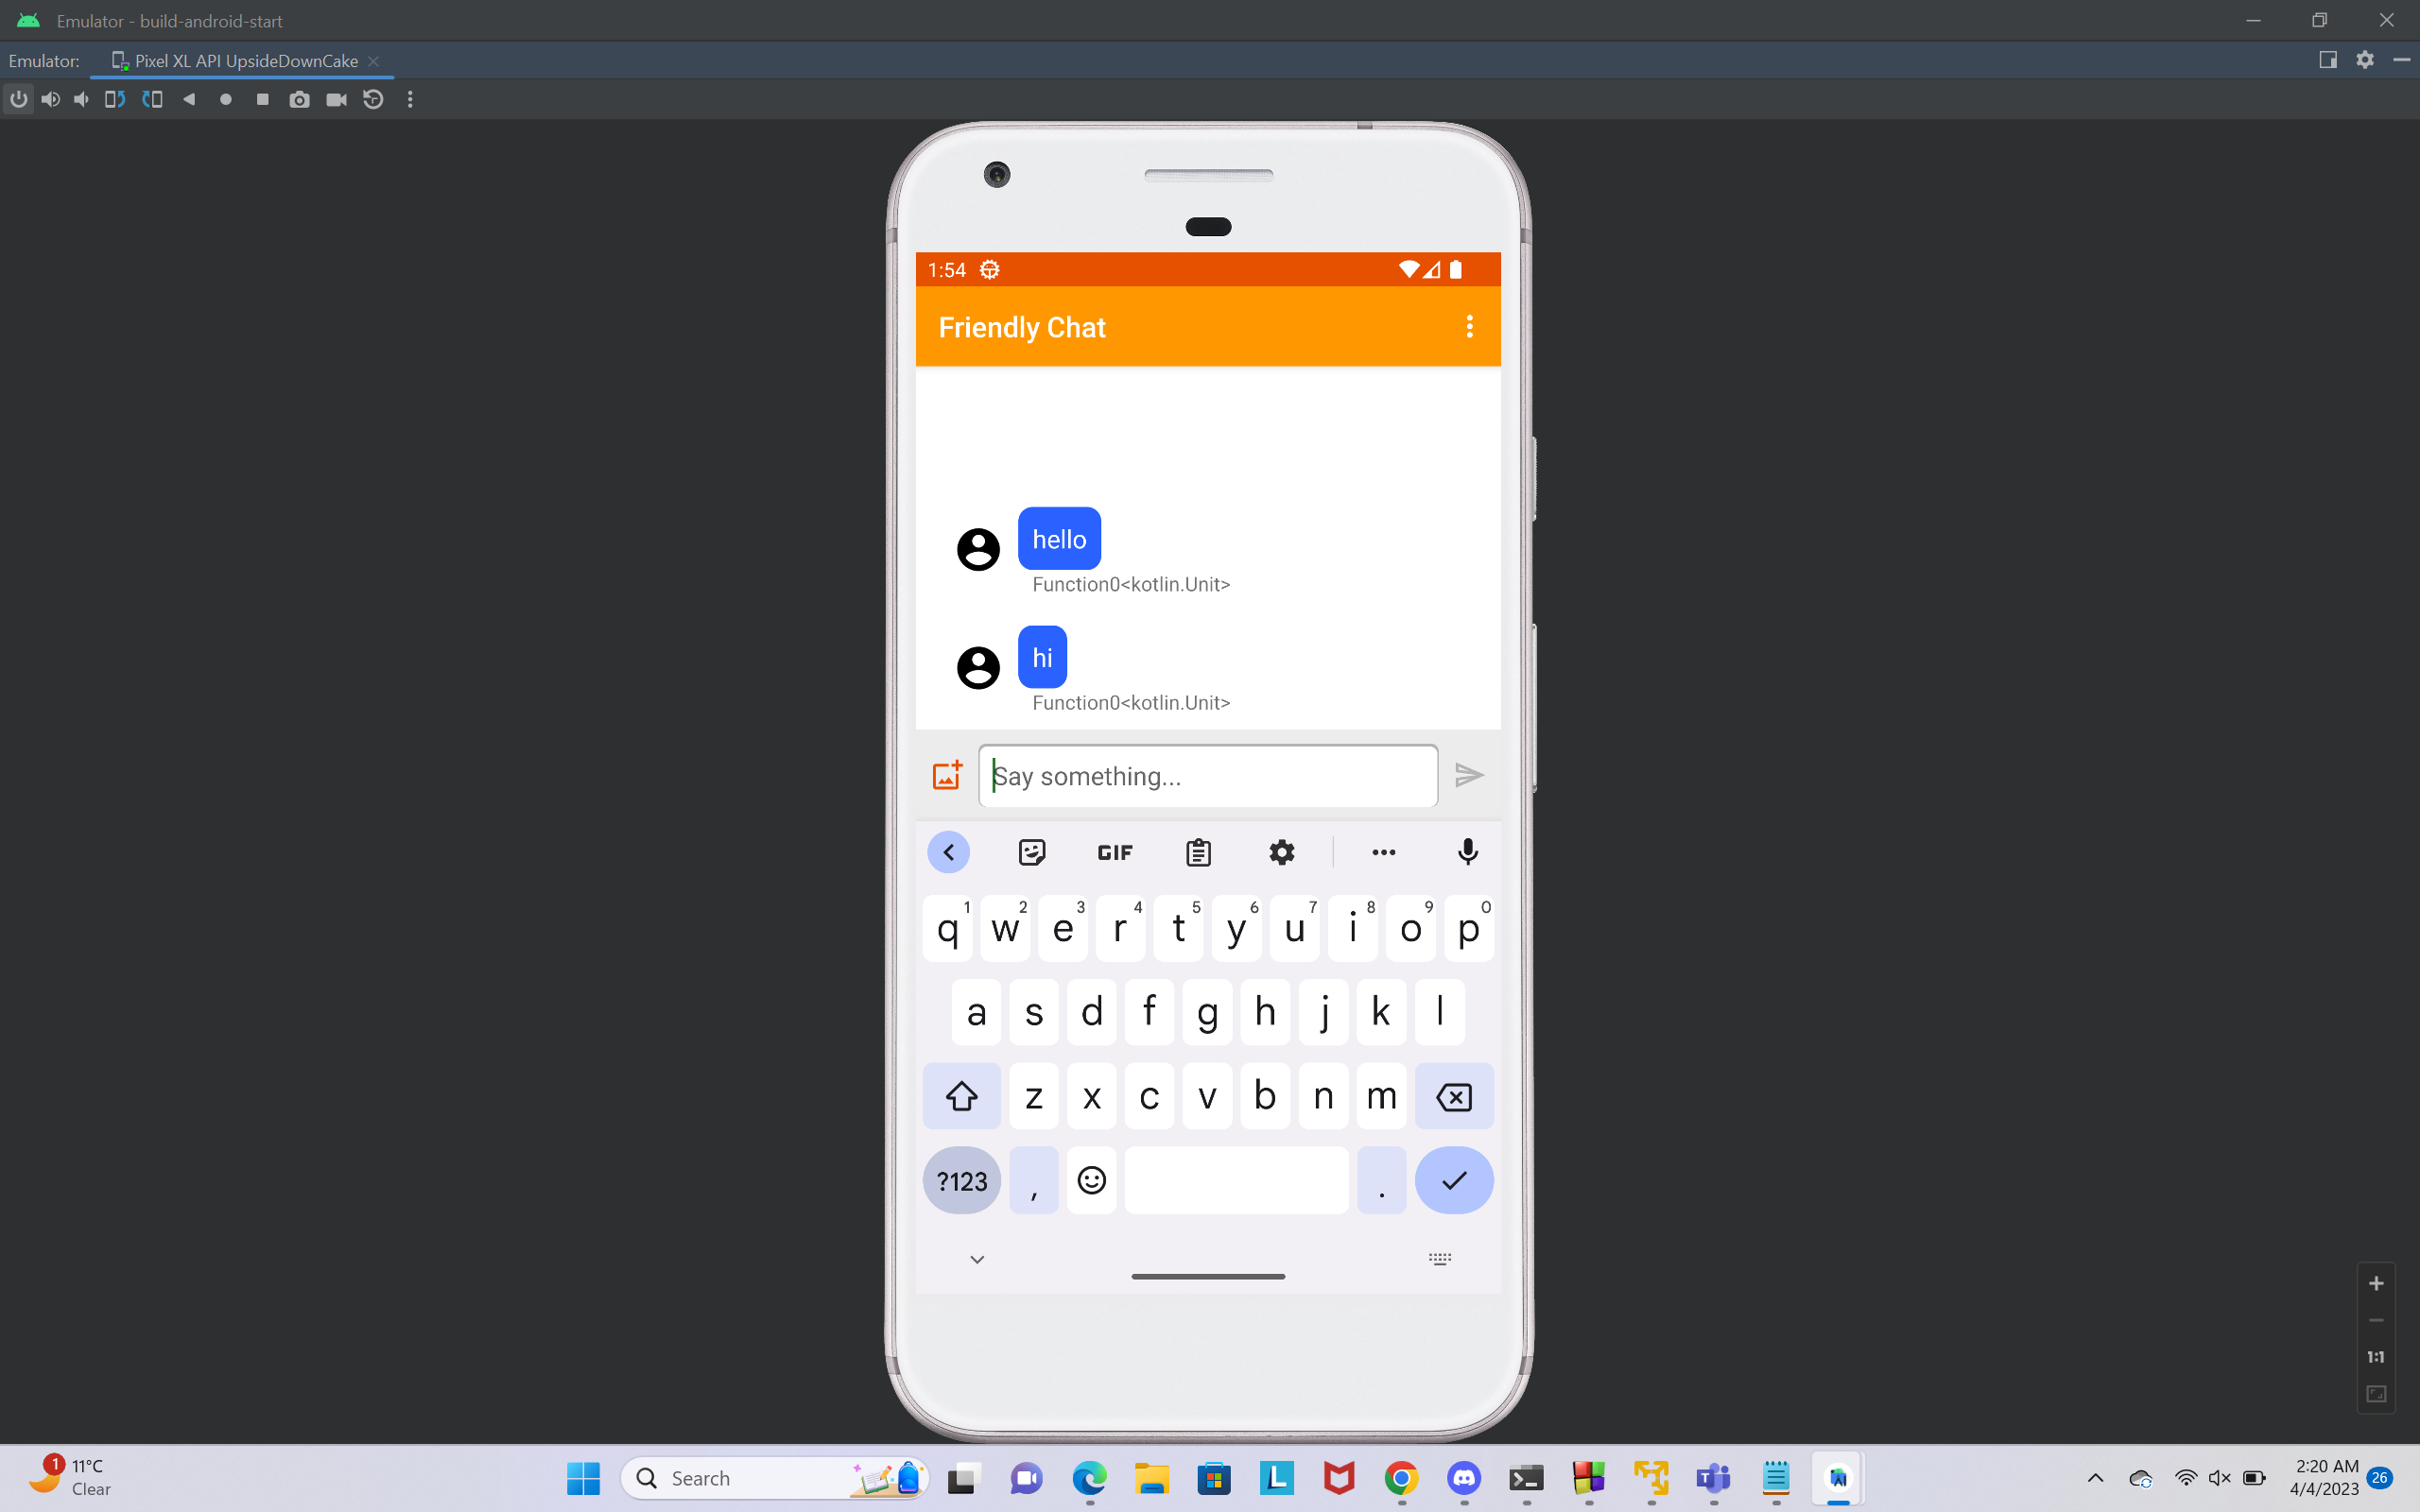 Emulator - build-android-start
Emulator: Pixel XL API UpsideDownCake
1:54
Friendly Chat
hello
Function0<kotlin.Unit>
hi
Function0<kotlin.Unit>
Say something...
GIF
q1 w2 e3 r4 t5 y6 u7 i8 o9 p0
a s d f g h j k l
z x c v b n m
?123 , .
1:1
1 11°C
Clear
Search
L
T
2:20 AM
4/4/2023
26